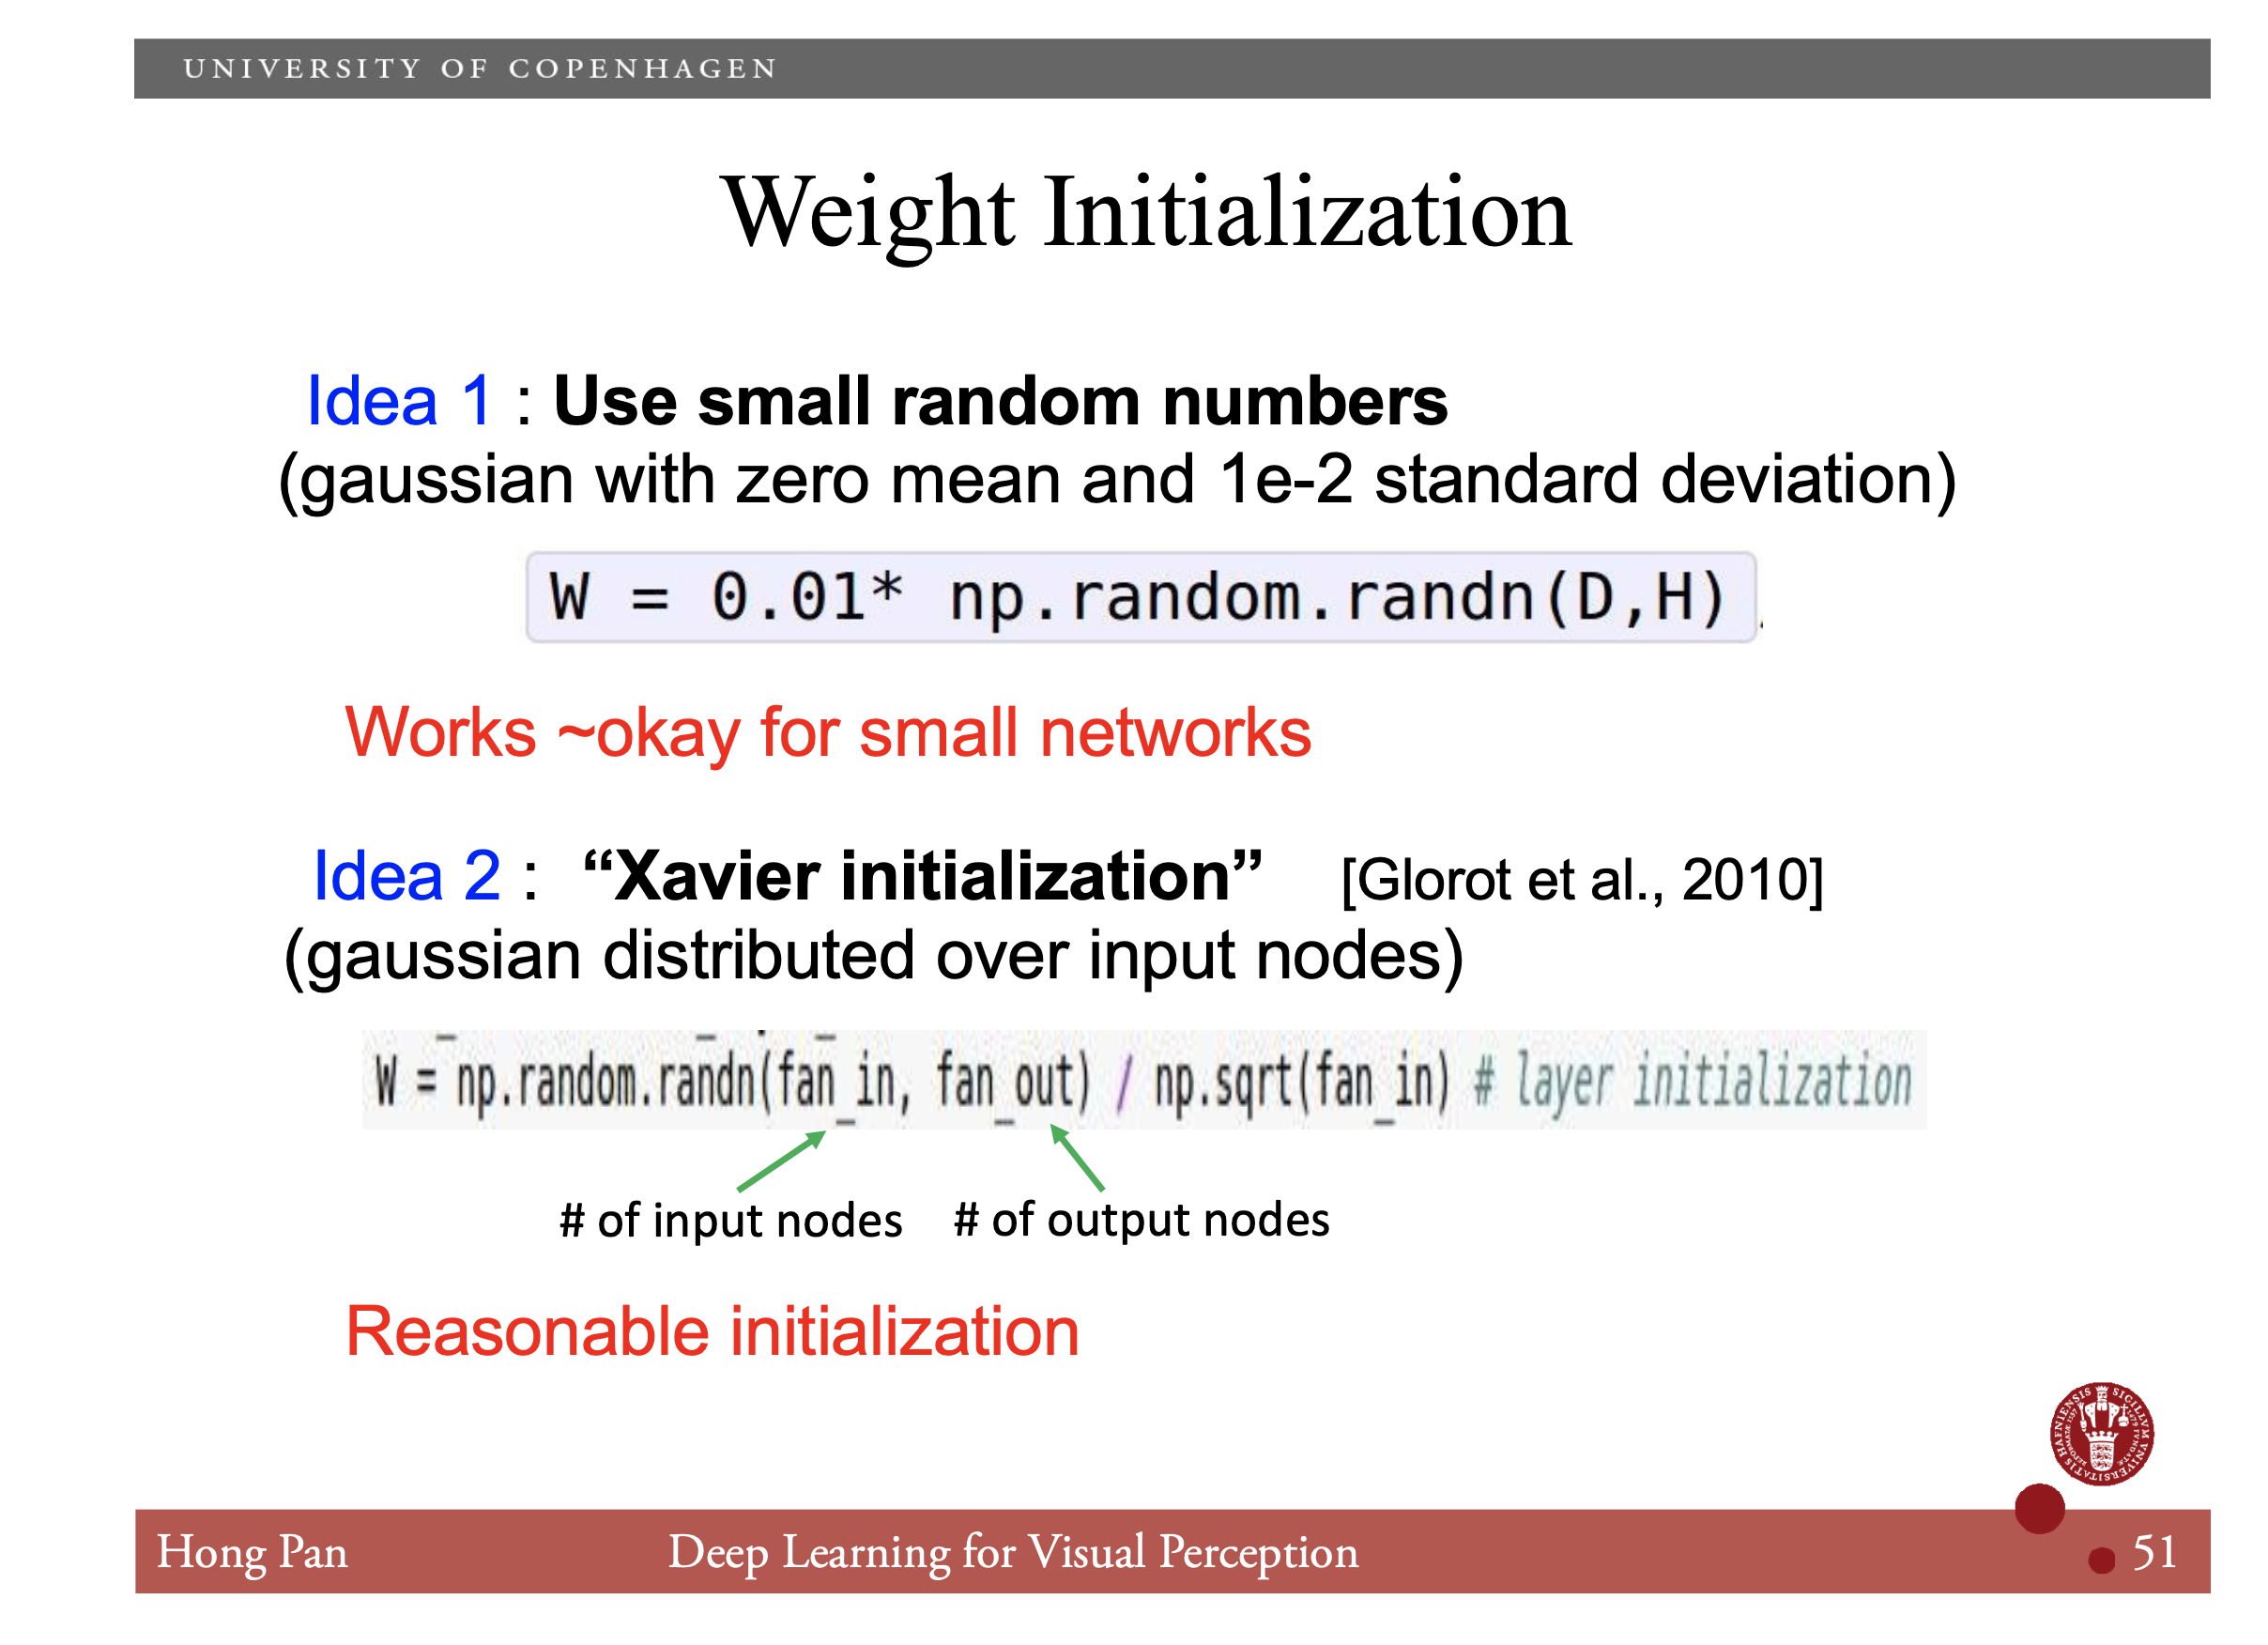 UNIVERSITY OF COPENHAGEN
Weight Initialization
Idea 1 : Use small random numbers
(gaussian with zero mean and 1e-2 standard deviation)
W = 0.01* np.random.randn(D,H)
Works ~okay for small networks
Idea 2 : “Xavier initialization” [Glorot et al., 2010]
(gaussian distributed over input nodes)
W = np.random.randn(fan_in, fan_out) / np.sqrt(fan_in) # layer initialization
# of input nodes # of output nodes
Reasonable initialization
Hong Pan Deep Learning for Visual Perception 51